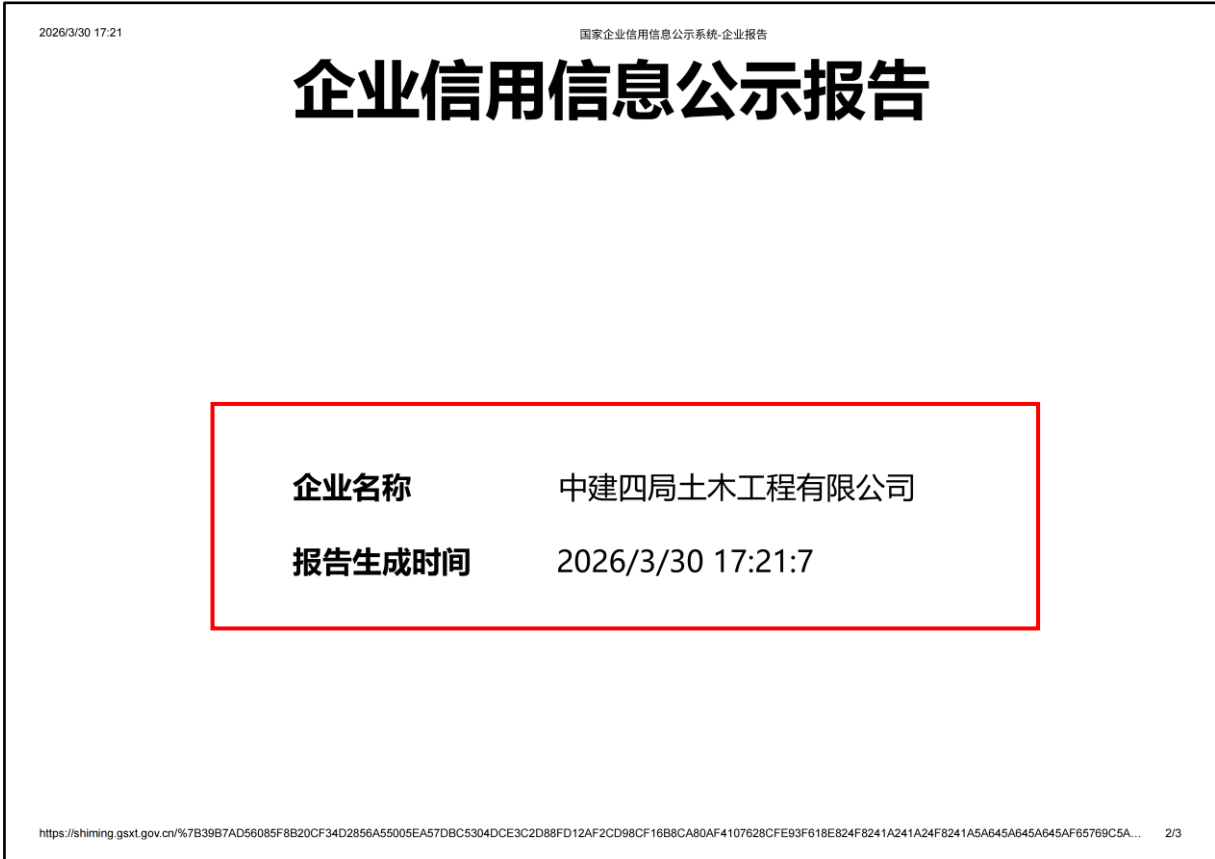 2026/3/30 17:21 国家企业信用信息公示系统-企业报告
企业信用信息公示报告
企业名称 中建四局土木工程有限公司
报告生成时间 2026/3/30 17:21:7
https://shiming.gsxt.gov.cn/%7B39B7AD56085F8B20CF34D2856A55005EA57DBC5304DCE3C2D88FD12AF2CD98CF16B8CA80AF4107628CFE93F618E824F8241A241A24F8241A5A645A645A645AF65769C5A... 2/3